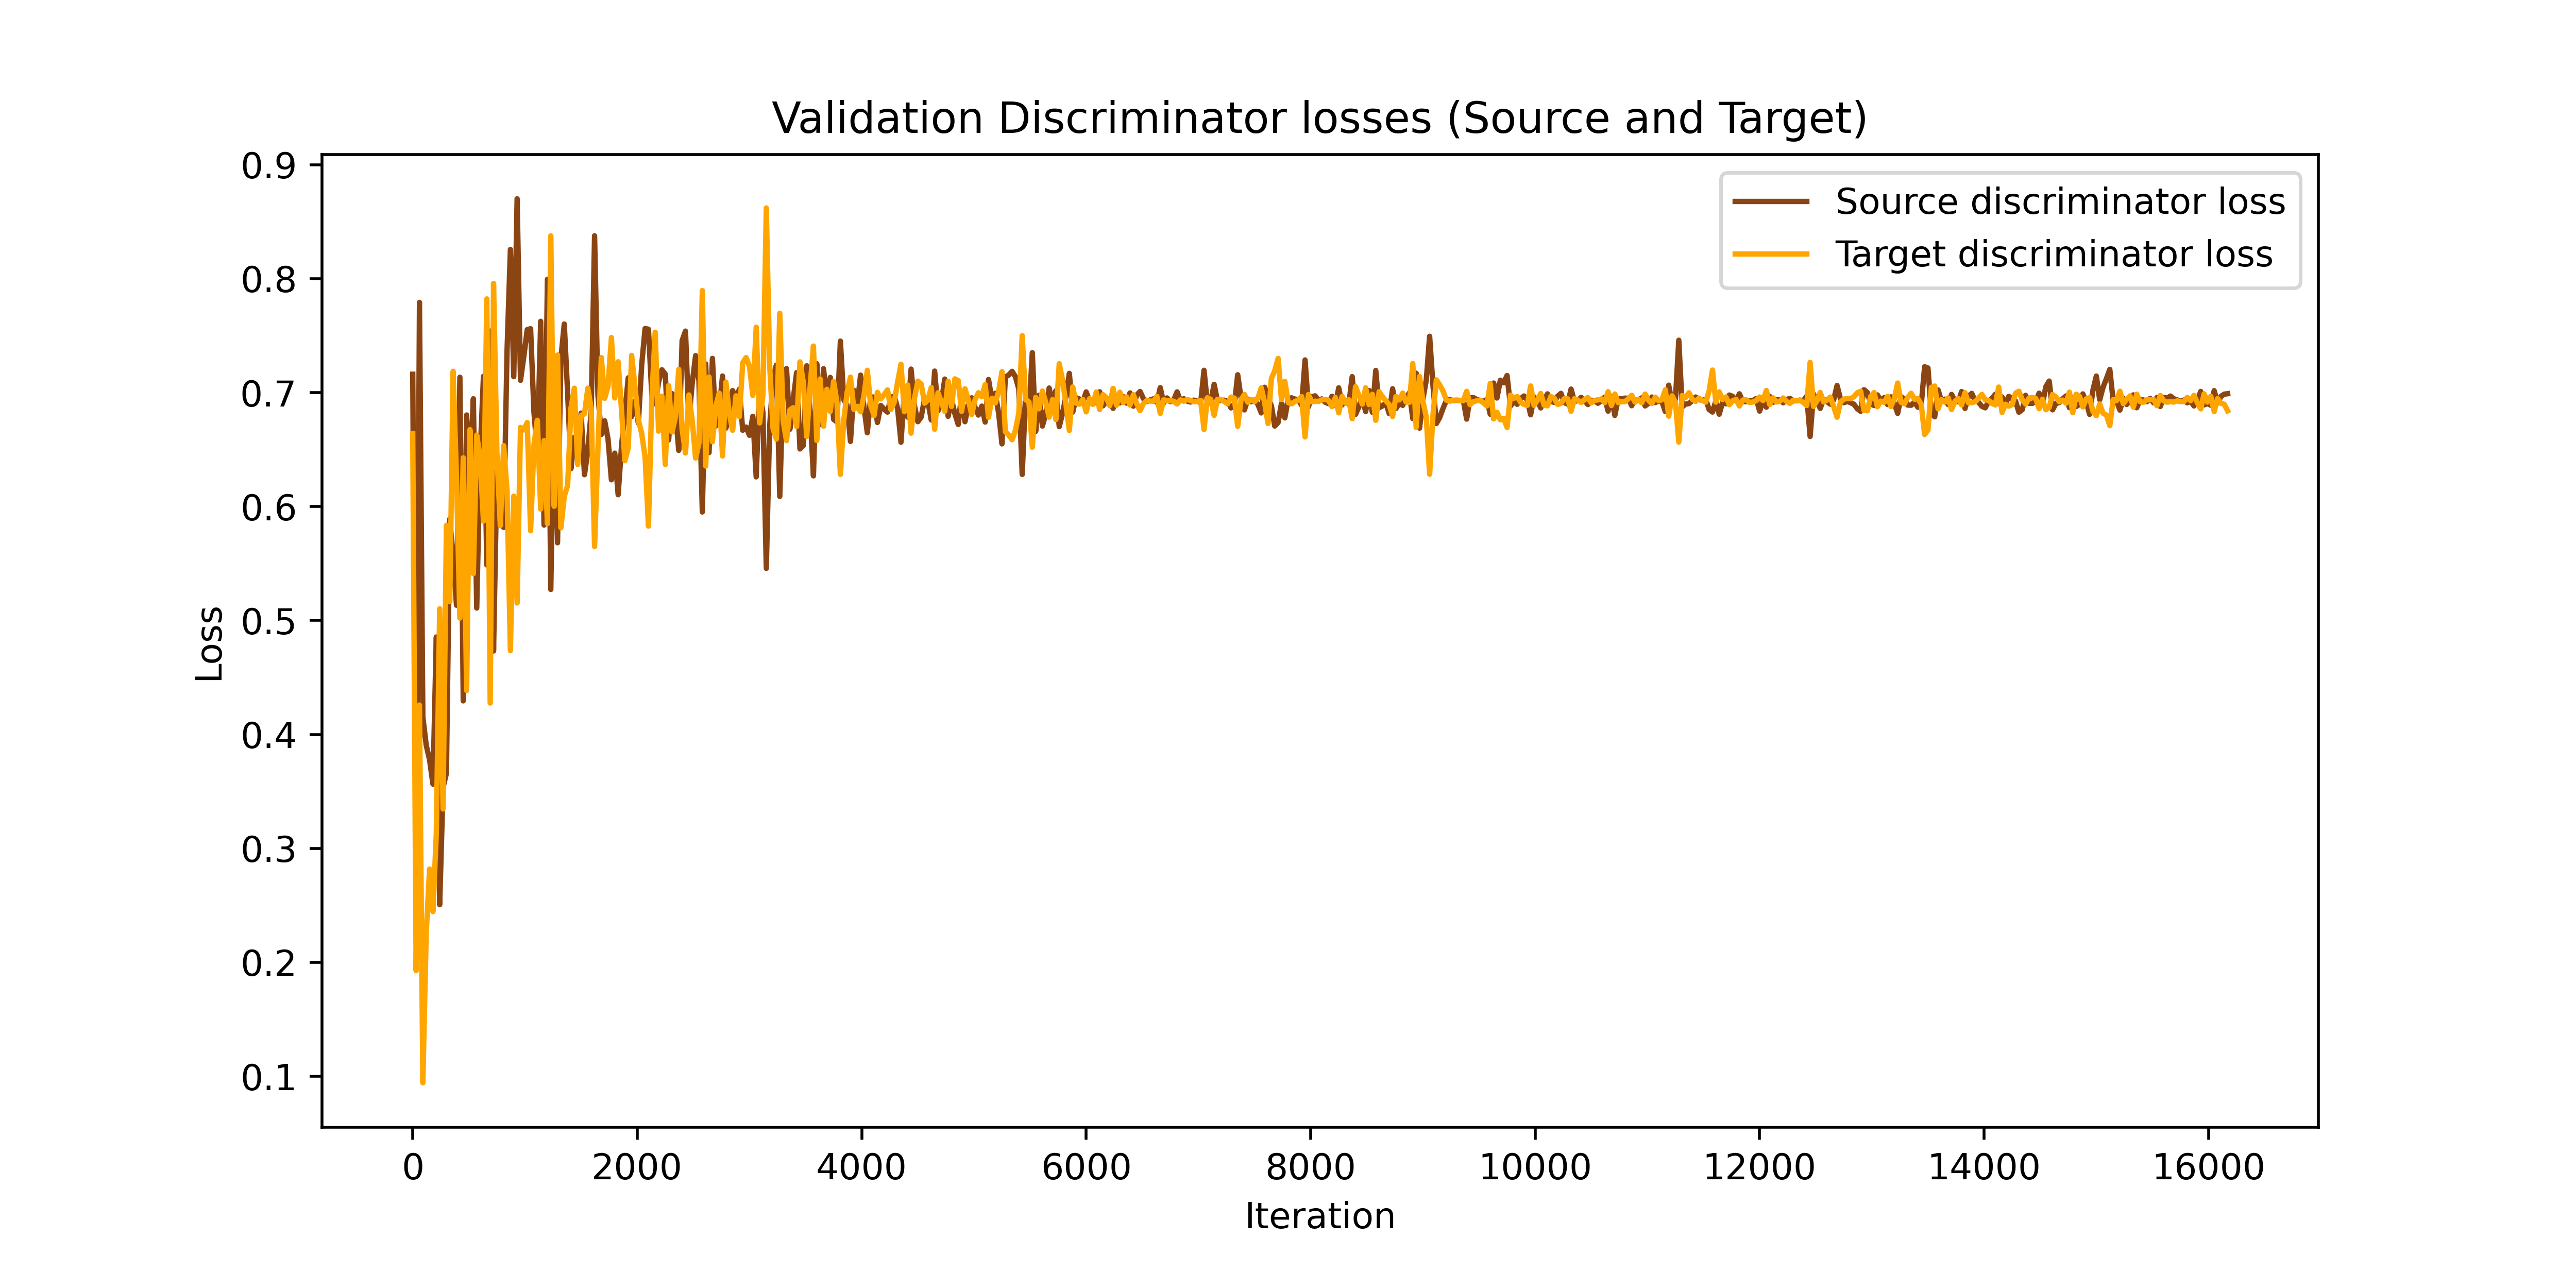 Validation Discriminator losses (Source and Target)
Source discriminator loss
Target discriminator loss
0.9
0.8
0.7
0.6
0.5
0.4
0.3
0.2
0.1
Loss
0 2000 4000 6000 8000 10000 12000 14000 16000
Iteration